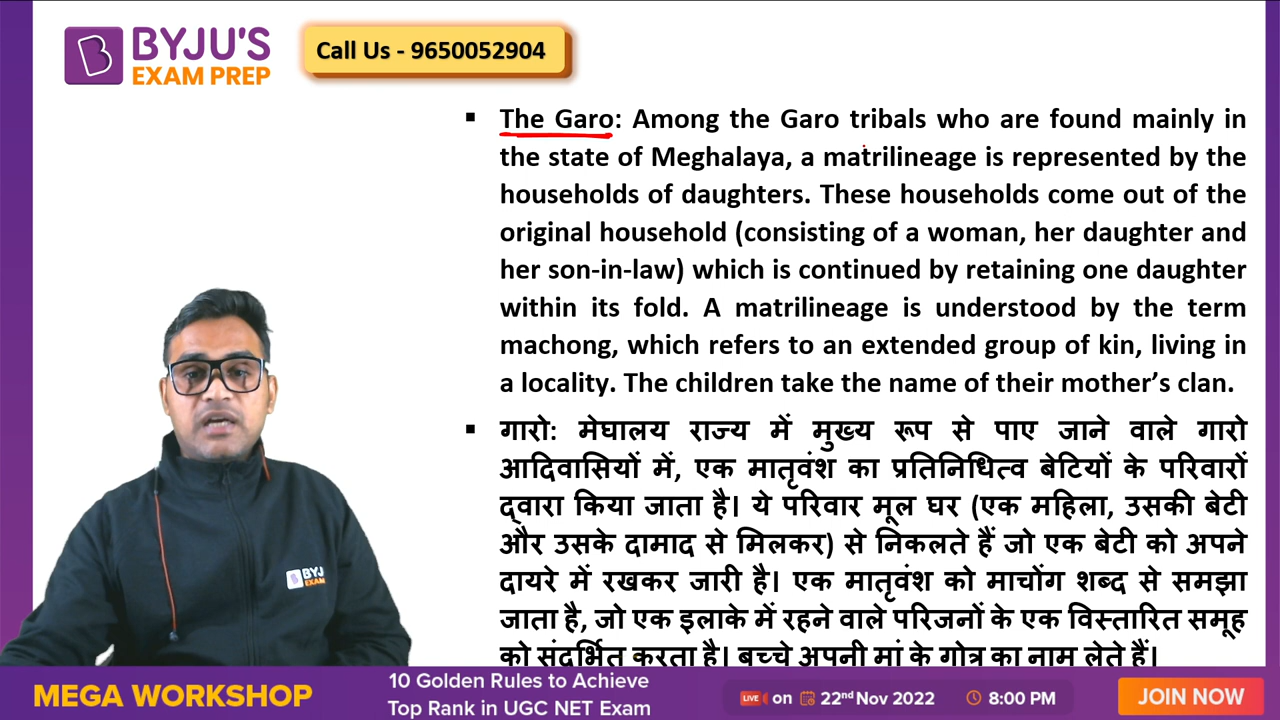 BYJU'S
EXAM PREP
Call Us - 9650052904
▪ The Garo: Among the Garo tribals who are found mainly in
the state of Meghalaya, a matrilineage is represented by the
households of daughters. These households come out of the
original household (consisting of a woman, her daughter and
her son-in-law) which is continued by retaining one daughter
within its fold. A matrilineage is understood by the term
machong, which refers to an extended group of kin, living in
a locality. The children take the name of their mother’s clan.
▪ गारो: मेघालय राज्य में मुख्य रूप से पाए जाने वाले गारो
आदिवासियों में, एक मातृवंश का प्रतिनिधित्व बेटियों के परिवारों
द्वारा किया जाता है। ये परिवार मूल घर (एक महिला, उसकी बेटी
और उसके दामाद से मिलकर) से निकलते हैं जो एक बेटी को अपने
दायरे में रखकर जारी है। एक मातृवंश को माचोंग शब्द से समझा
जाता है, जो एक इलाके में रहने वाले परिजनों के एक विस्तारित समूह
को संदर्भित करता है। बच्चे अपनी मां के गोत्र का नाम लेते हैं।
BYJ
EXAM
MEGA WORKSHOP
10 Golden Rules to Achieve
Top Rank in UGC NET Exam
LIVE on 22nd Nov 2022 8:00 PM
JOIN NOW